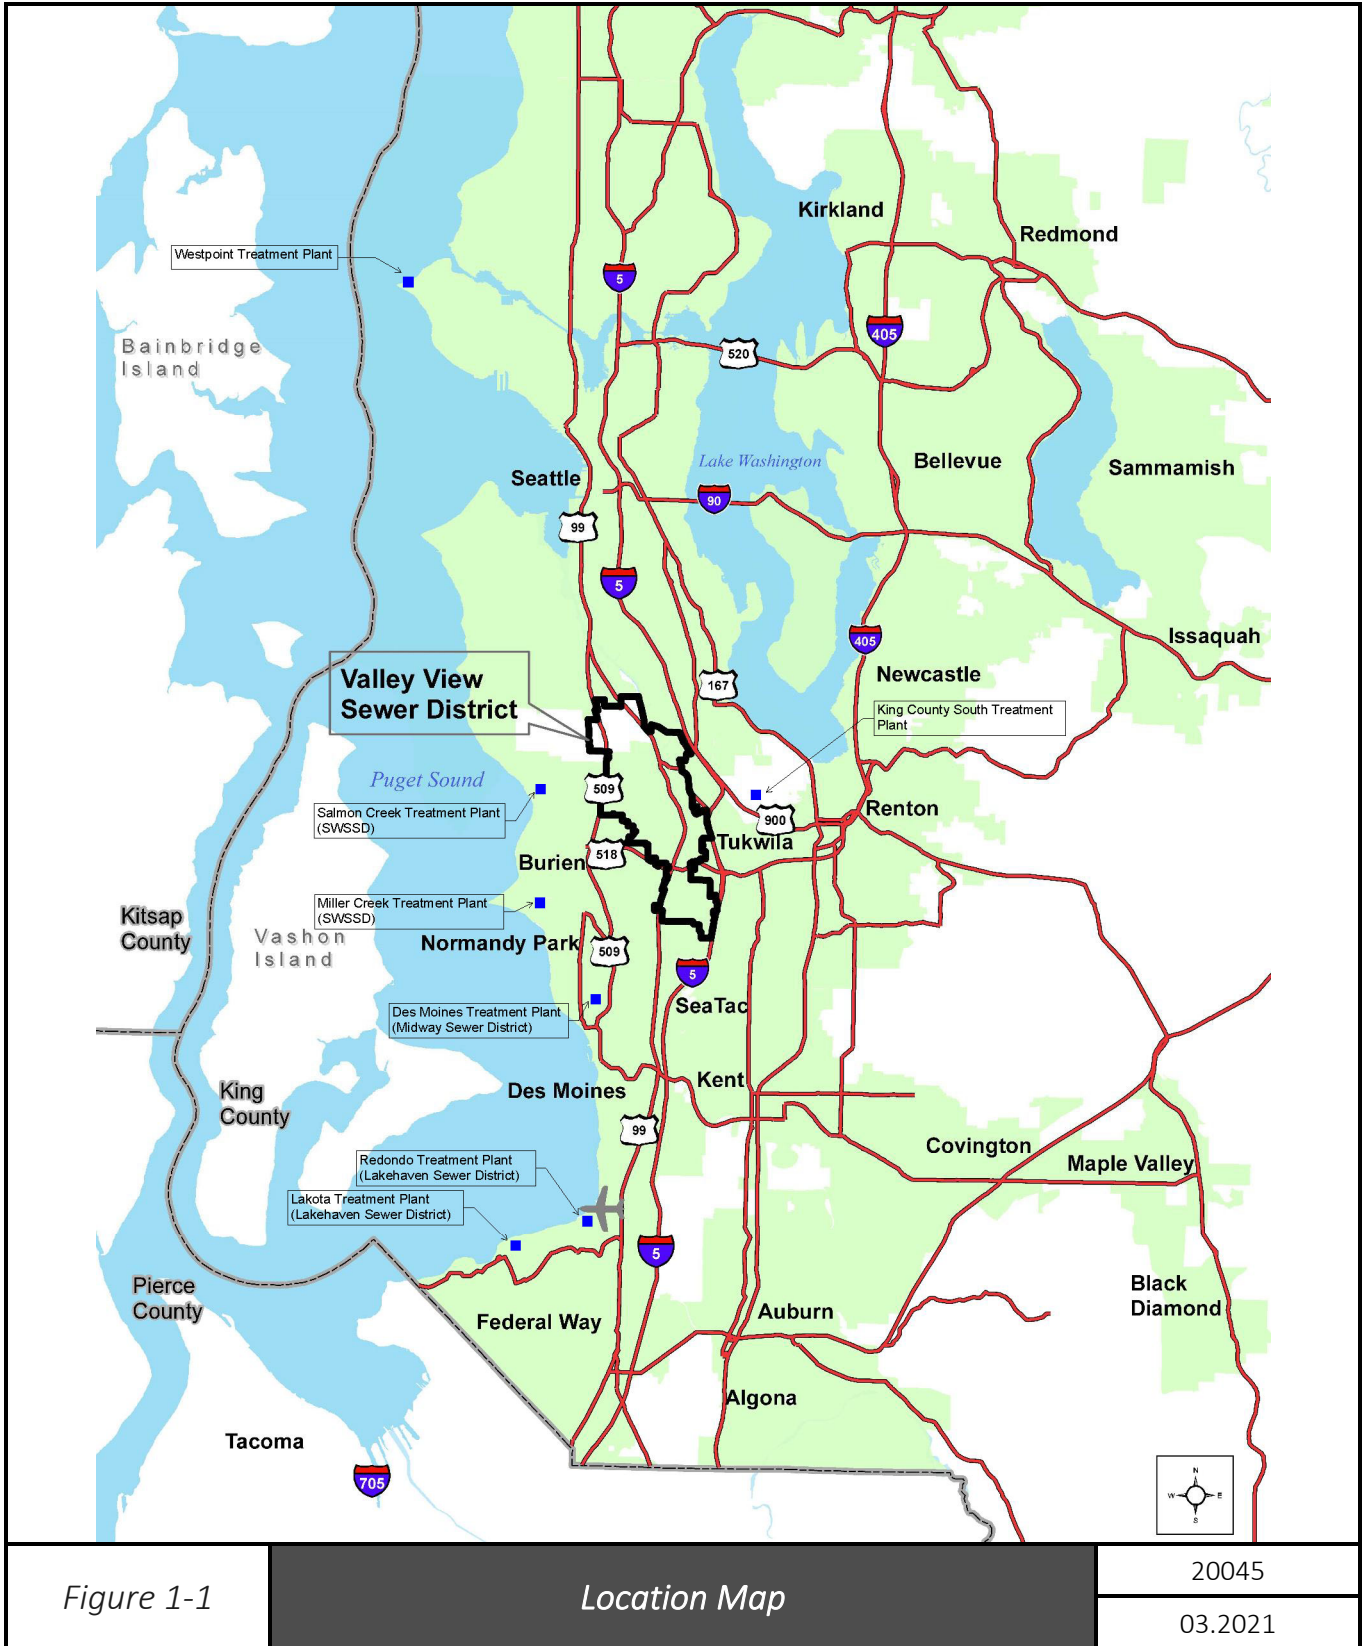 Kirkland
Redmond
Westpoint Treatment Plant
5
405
Bainbridge
Island
520
Lake Washington
Bellevue
Sammamish
Seattle
90
99
5
405
Issaquah
Valley View
Sewer District
167
Newcastle
King County South Treatment
Plant
Puget Sound
509
Salmon Creek Treatment Plant
(SWSSD)
900
Renton
Tukwila
518
Burien
Miller Creek Treatment Plant
(SWSSD)
Kitsap
County
Vashon
Island
Normandy Park
509
5
SeaTac
Des Moines Treatment Plant
(Midway Sewer District)
King
County
Des Moines
Kent
99
Covington
Maple Valley
Redondo Treatment Plant
(Lakehaven Sewer District)
Lakota Treatment Plant
(Lakehaven Sewer District)
5
Pierce
County
Black
Diamond
Federal Way
Auburn
Algona
Tacoma
705
N
W
E
S
Figure 1-1
Location Map
20045
03.2021